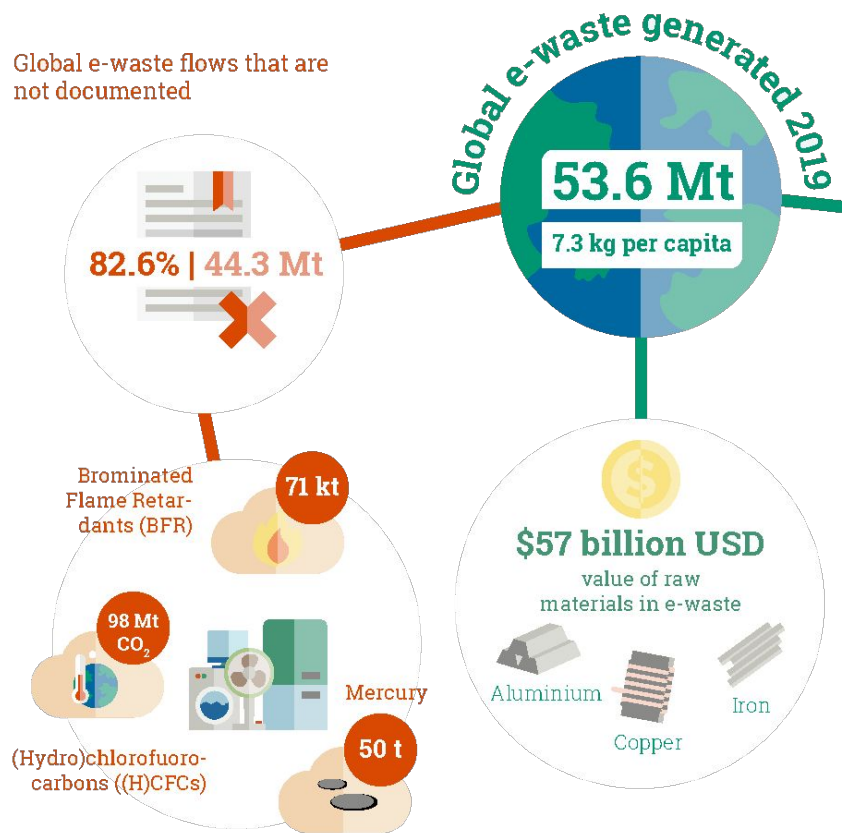 Global e-waste flows that are
not documented
82.6% | 44.3 Mt
Global e-waste generated 2019
53.6 Mt
7.3 kg per capita
Brominated
Flame Retar-
dants (BFR)
71 kt
98 Mt
CO₂
(Hydro)chlorofuoro-
carbons ((H)CFCs)
Mercury
50 t
$
$57 billion USD
value of raw
materials in e-waste
Aluminium
Copper
Iron